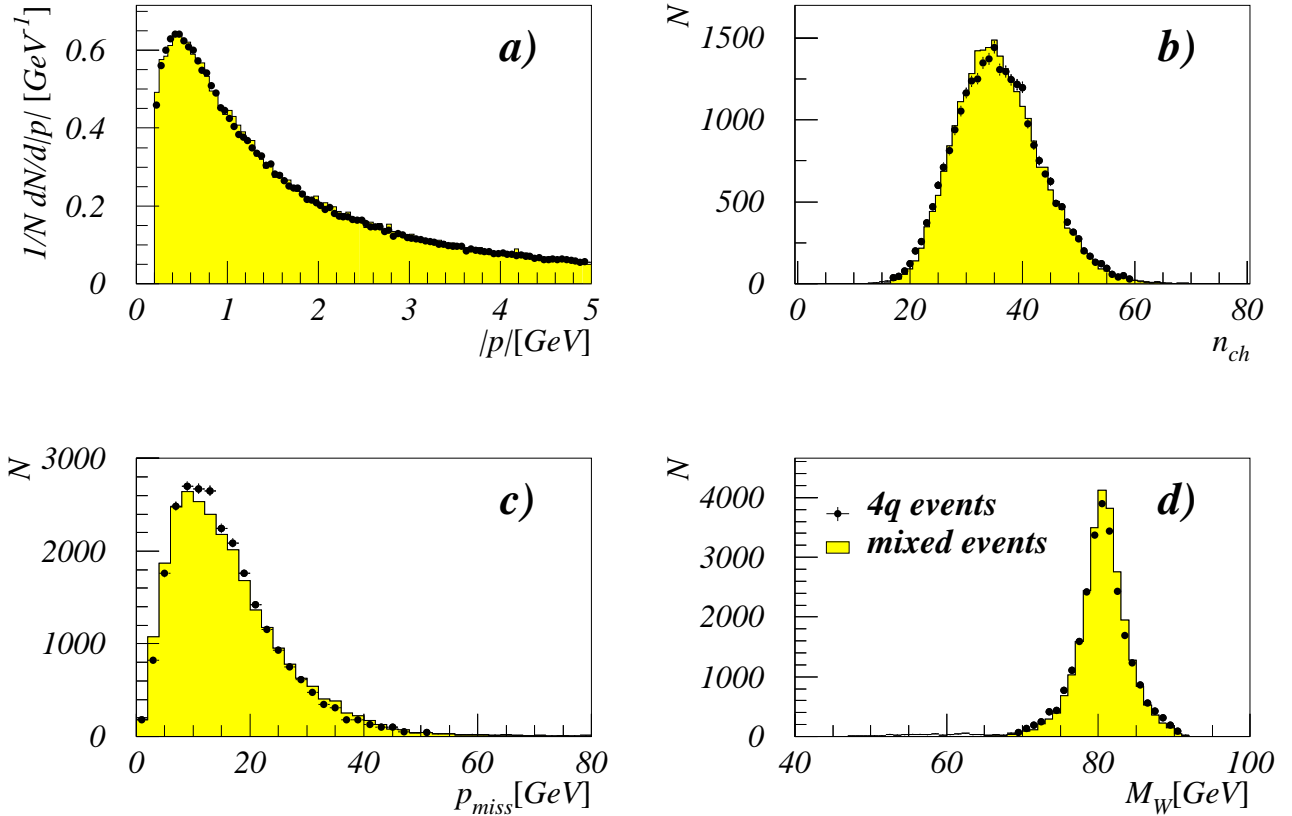 1/N dN/d|p| [GeV⁻¹]
a)
0.6
0.4
0.2
0
0 1 2 3 4 5
|p|[GeV]
N
b)
1500
1000
500
0
0 20 40 60 80
n_ch
N
c)
3000
2000
1000
0
0 20 40 60 80
p_miss[GeV]
N
d)
4000
3000
2000
1000
0
4q events
mixed events
40 60 80 100
M_W[GeV]